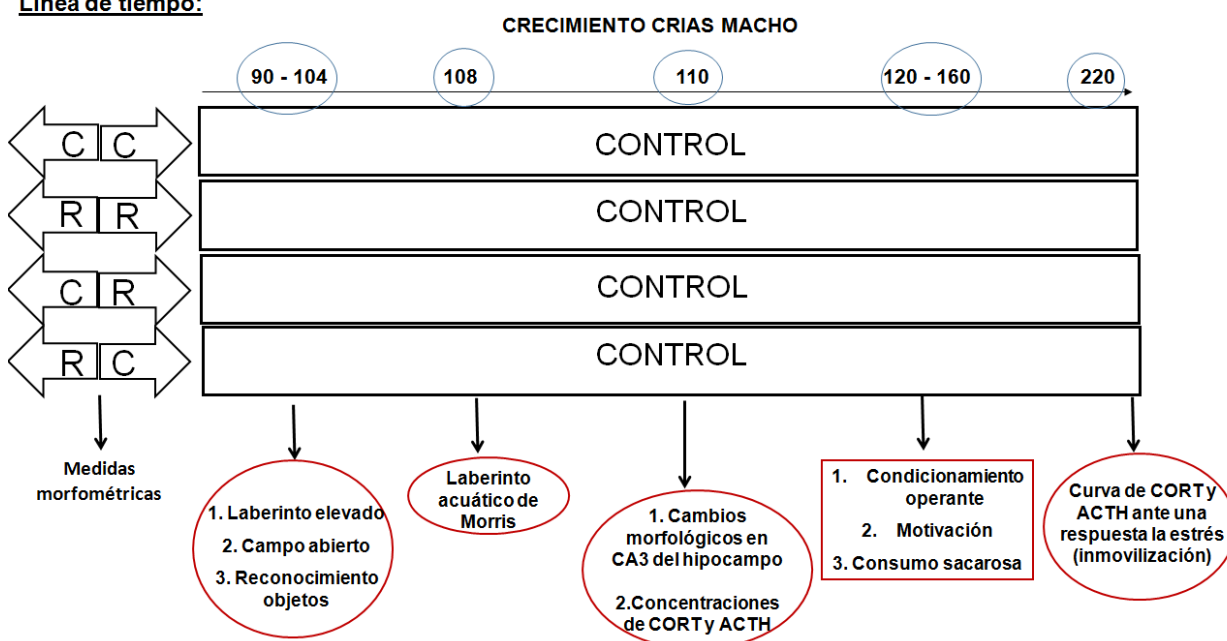 Línea de tiempo:
CRECIMIENTO CRIAS MACHO
90 - 104
108
110
120 - 160
220
C C
CONTROL
R R
CONTROL
C R
CONTROL
R C
CONTROL
Medidas
morfométricas
1. Laberinto elevado
2. Campo abierto
3. Reconocimiento
objetos
Laberinto
acuático de
Morris
1. Cambios
morfológicos en
CA3 del hipocampo
2.Concentraciones
de CORT y ACTH
1. Condicionamiento
operante
2. Motivación
3. Consumo sacarosa
Curva de CORT y
ACTH ante una
respuesta la estrés
(inmovilización)